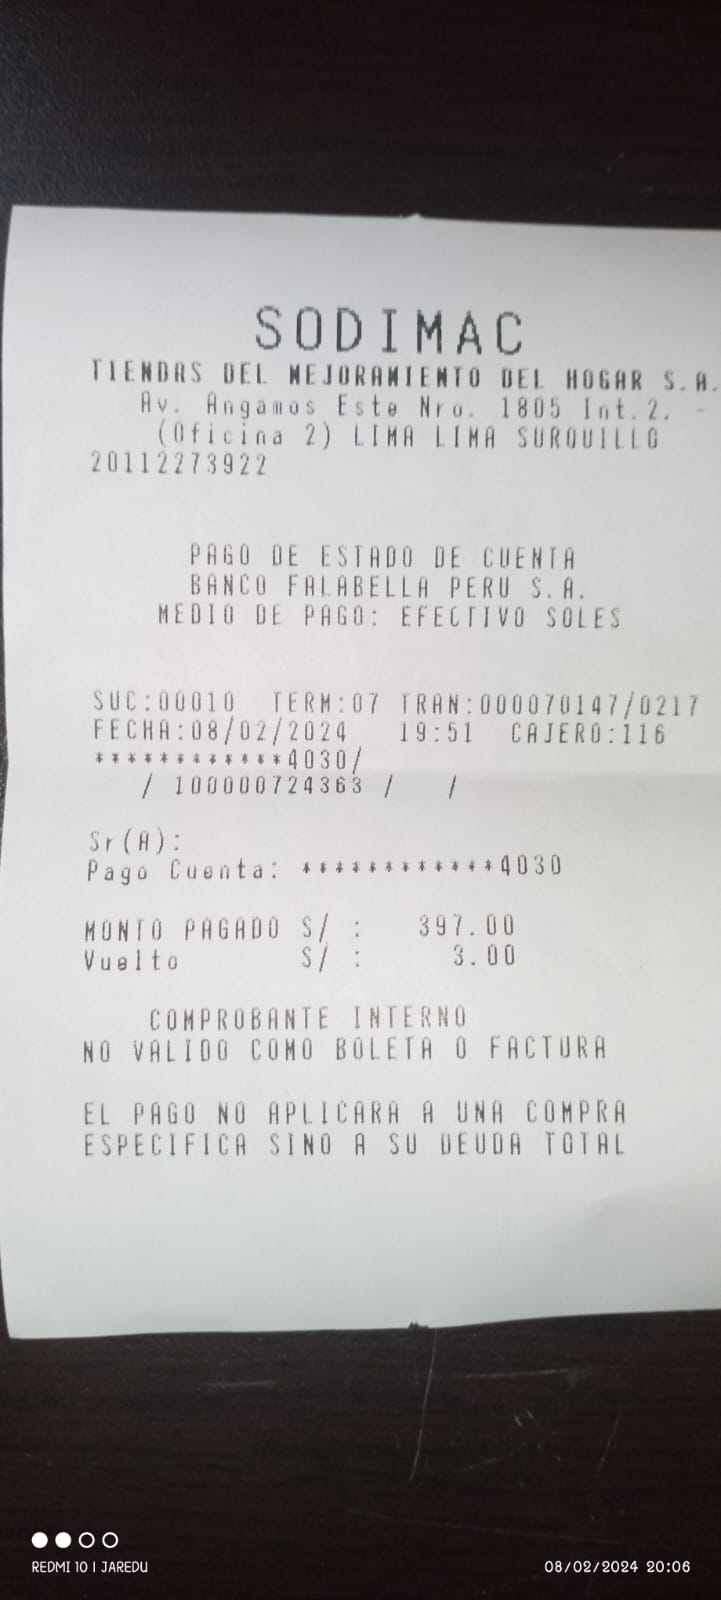 SODIMAC
TIENDAS DEL MEJORAMIENTO DEL HOGAR S.A.
Av. Angamos Este Nro. 1805 Int.2. -
(Oficina 2) LIMA LIMA SURQUILLO
20112273922
PAGO DE ESTADO DE CUENTA
BANCO FALABELLA PERU S.A.
MEDIO DE PAGO: EFECTIVO SOLES
SUC:00010 TERM:07 TRAN:000070147/0217
FECHA:08/02/2024 19:51 CAJERO:116
************4030/
/ 100000724363 / /
Sr(A):
Pago Cuenta: ************4030
MONTO PAGADO S/ : 397.00
Vuelto S/ : 3.00
COMPROBANTE INTERNO
NO VALIDO COMO BOLETA O FACTURA
EL PAGO NO APLICARA A UNA COMPRA
ESPECIFICA SINO A SU DEUDA TOTAL
REDMI 10 | JAREDU 08/02/2024 20:06